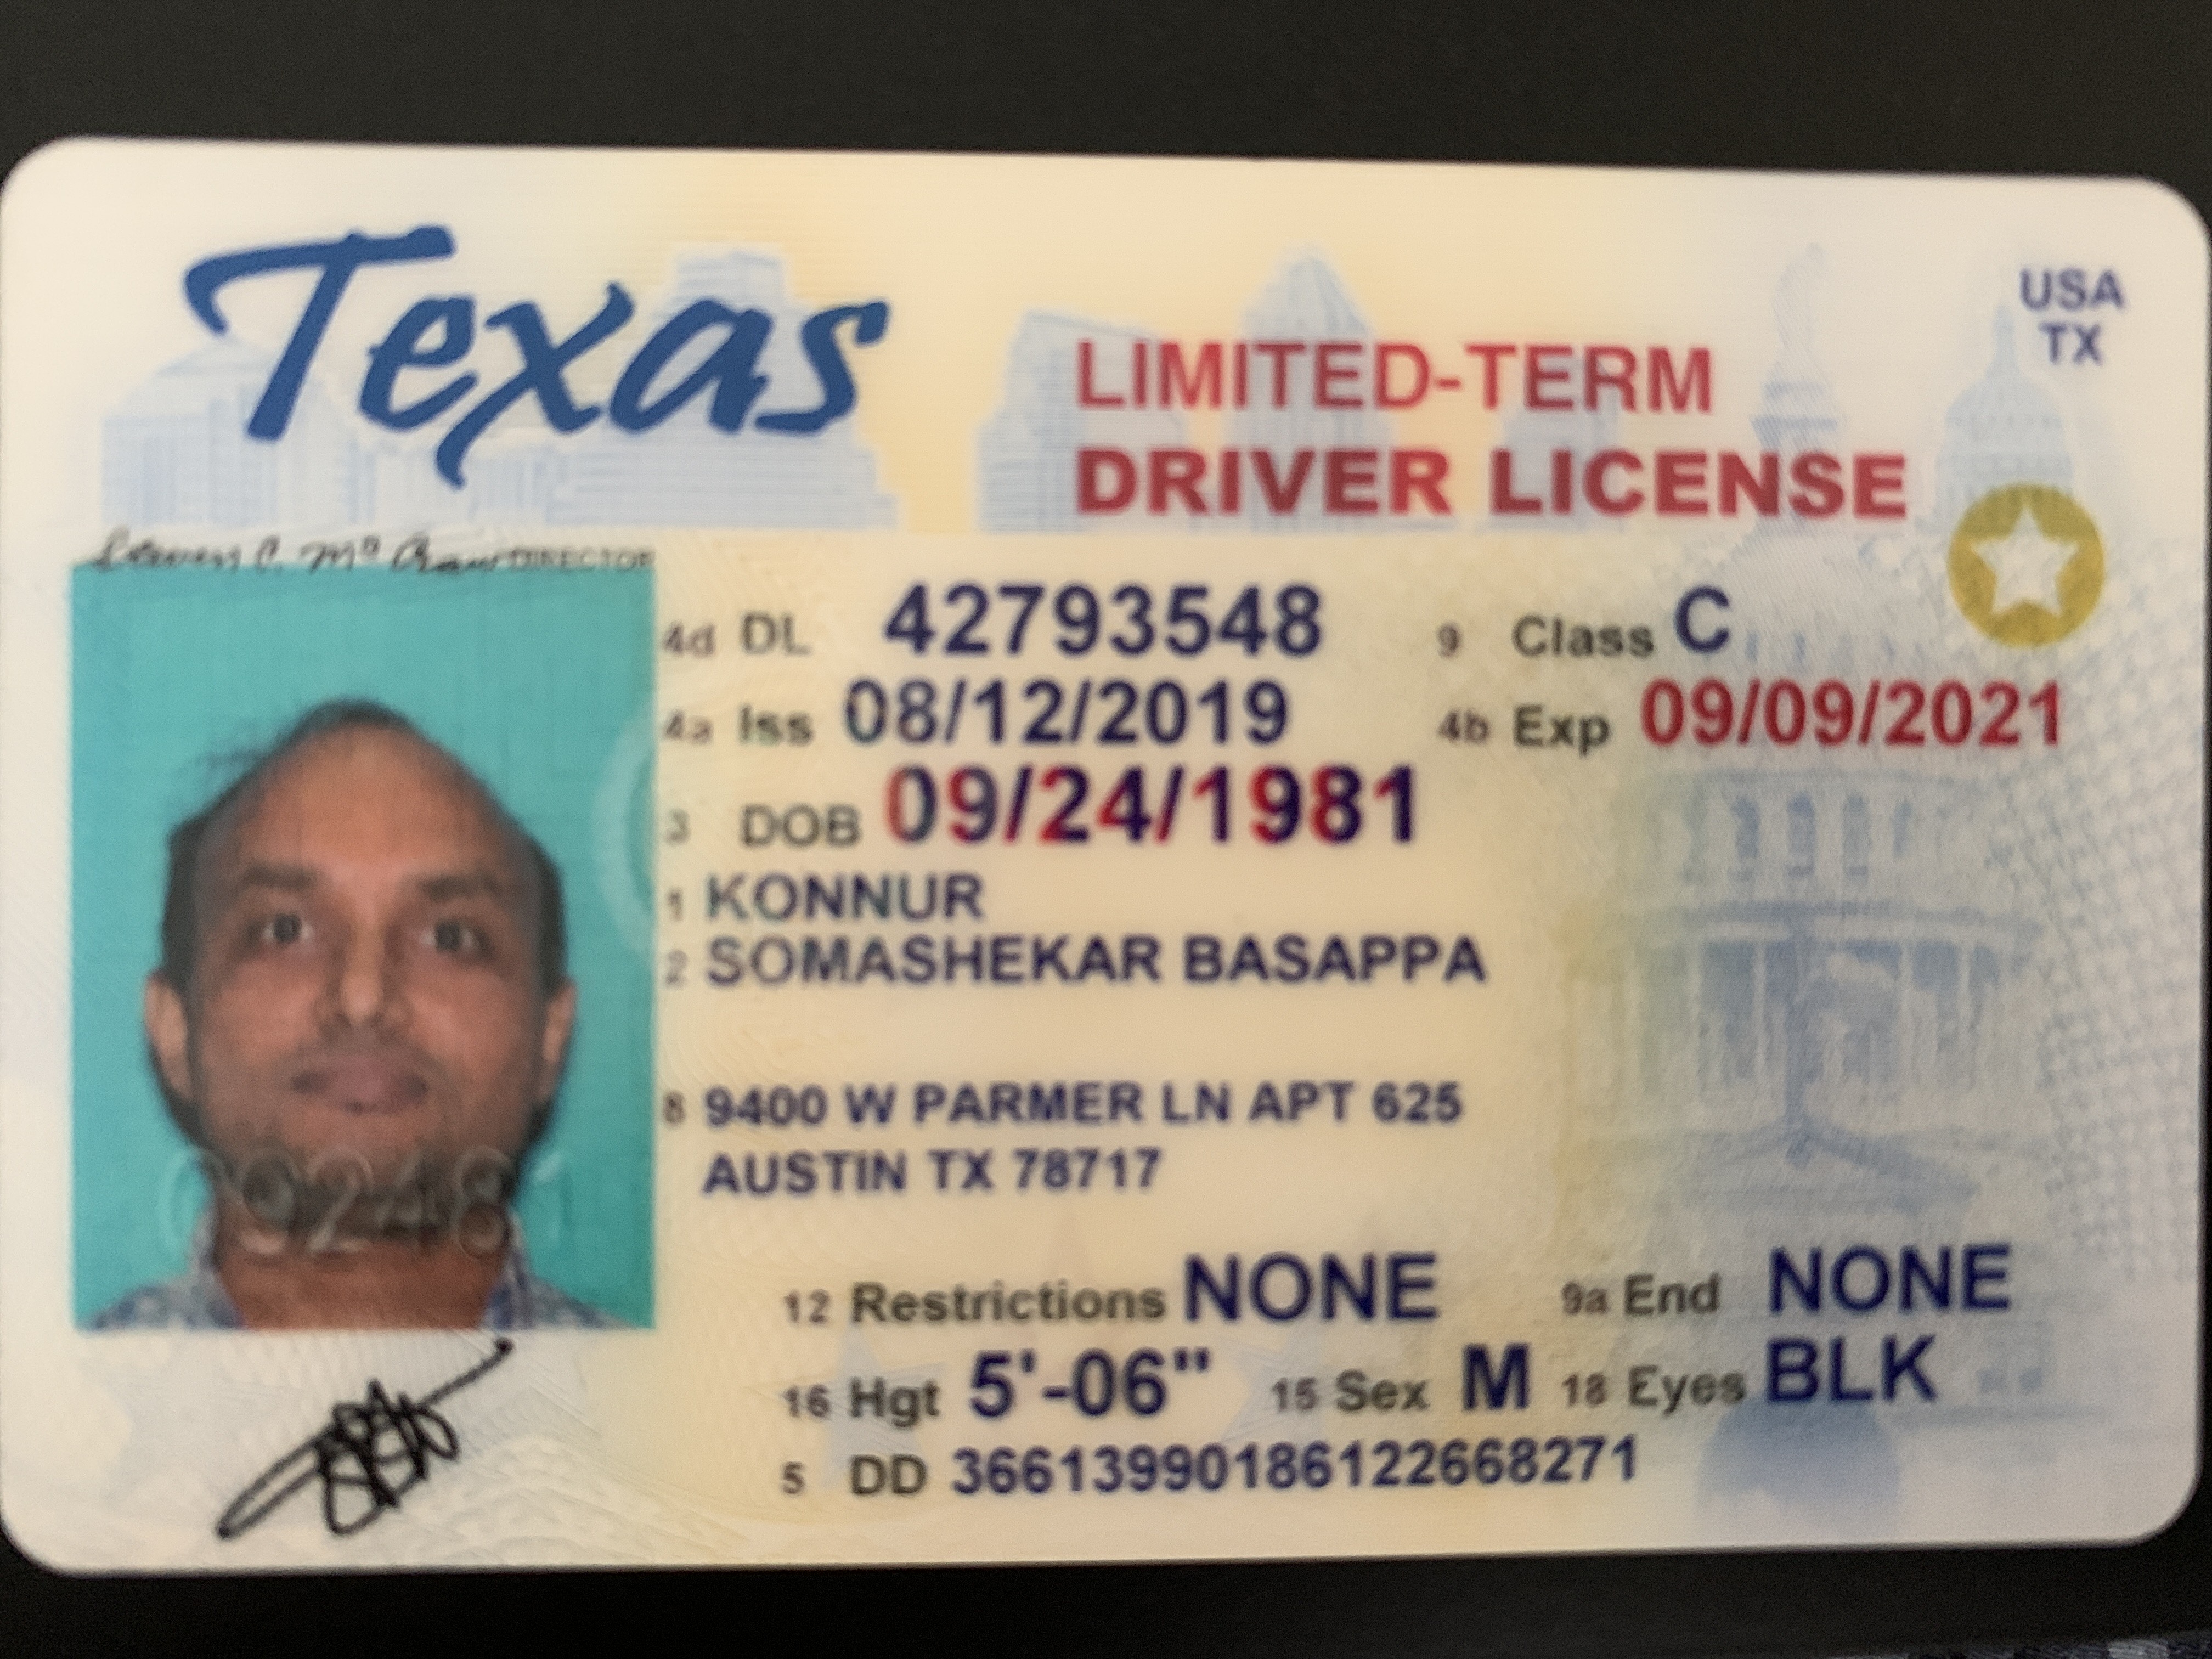 Texas
USA
TX
LIMITED-TERM
DRIVER LICENSE
Steven C. McCraw DIRECTOR
4d DL 42793548 9 Class C
4a Iss 08/12/2019 4b Exp 09/09/2021
3 DOB 09/24/1981
1 KONNUR
2 SOMASHEKAR BASAPPA
8 9400 W PARMER LN APT 625
AUSTIN TX 78717
092481
12 Restrictions NONE 9a End NONE
16 Hgt 5'-06" 15 Sex M 18 Eyes BLK
5 DD 36613990186122668271